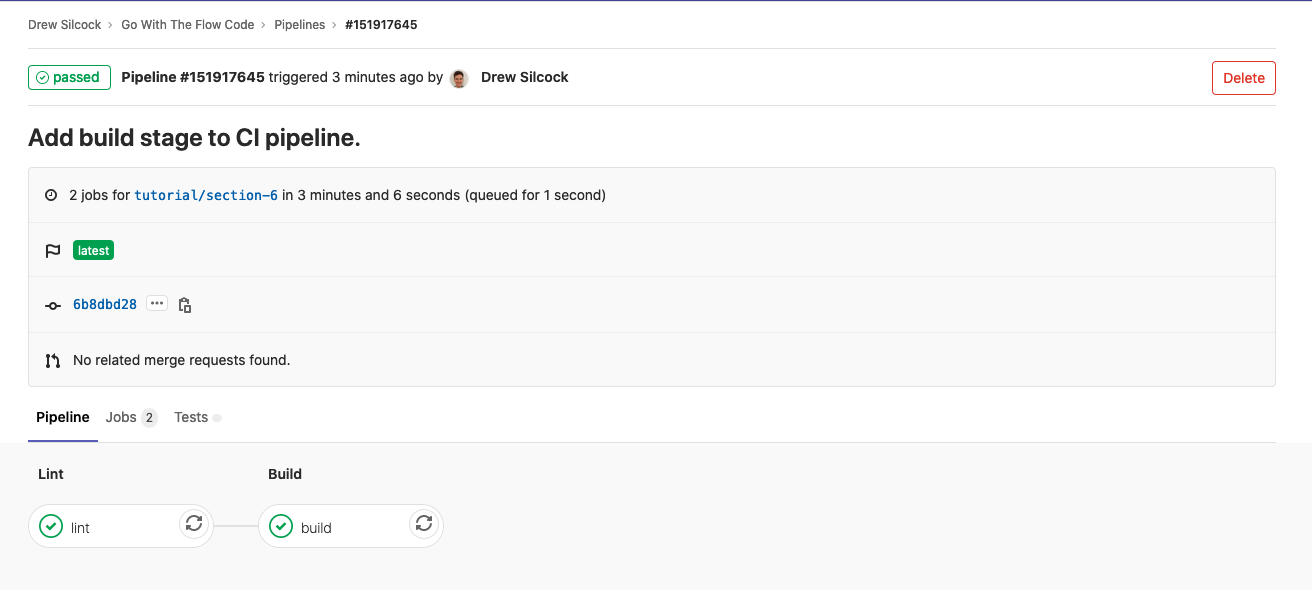 Drew Silcock › Go With The Flow Code › Pipelines › #151917645
passed Pipeline #151917645 triggered 3 minutes ago by Drew Silcock Delete
Add build stage to CI pipeline.
2 jobs for tutorial/section-6 in 3 minutes and 6 seconds (queued for 1 second)
latest
6b8dbd28 ···
No related merge requests found.
Pipeline Jobs 2 Tests
Lint Build
lint build